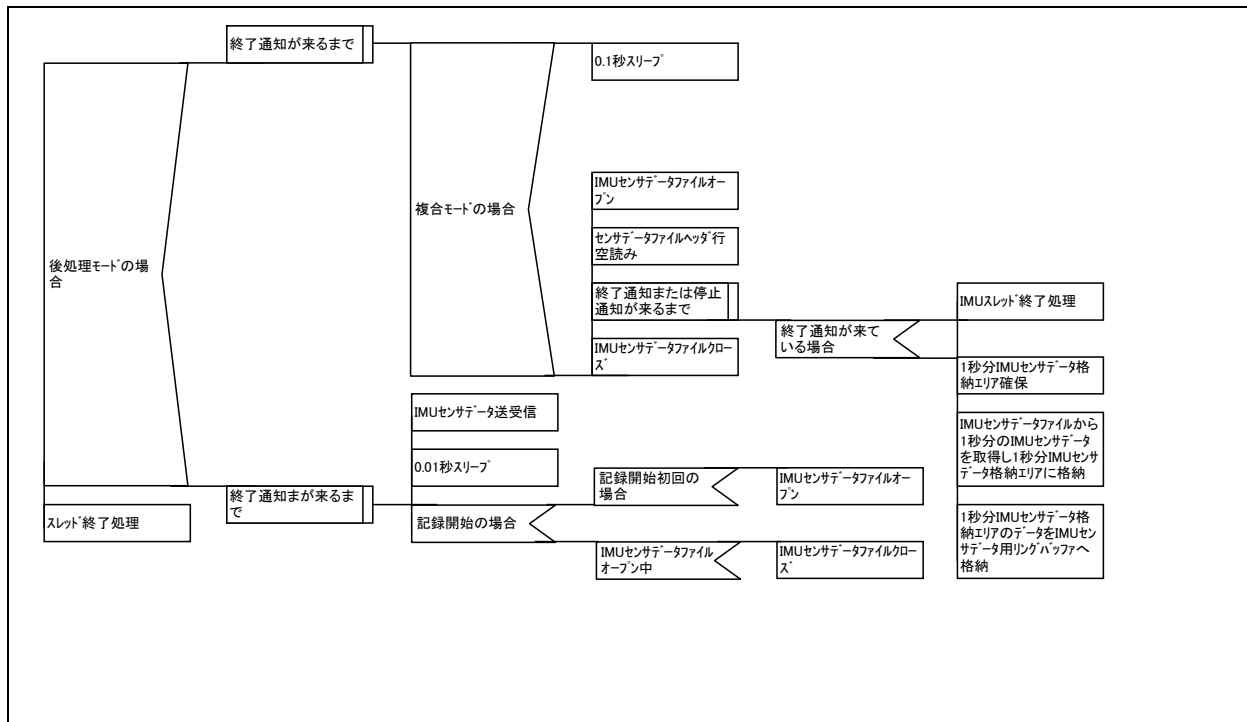 終了通知が来るまで
0.1秒スリープ
IMUセンサデータファイルオー
プン
複合モードの場合
センサデータファイルヘッダ行
空読み
後処理モードの場
合
終了通知または停止
通知が来るまで
IMUスレッド終了処理
終了通知が来て
いる場合
IMUセンサデータファイルクロー
ズ
1秒分IMUセンサデータ格
納エリア確保
IMUセンサデータ送受信
IMUセンサデータファイルから
1秒分のIMUセンサデータ
を取得し1秒分IMUセンサ
データ格納エリアに格納
0.01秒スリープ
記録開始初回の
場合
IMUセンサデータファイルオー
プン
終了通知まが来るま
で
スレッド終了処理
記録開始の場合
1秒分IMUセンサデータ格
納エリアのデータをIMUセン
サデータ用リングバッファへ
格納
IMUセンサデータファイル
オープン中
IMUセンサデータファイルクロー
ズ